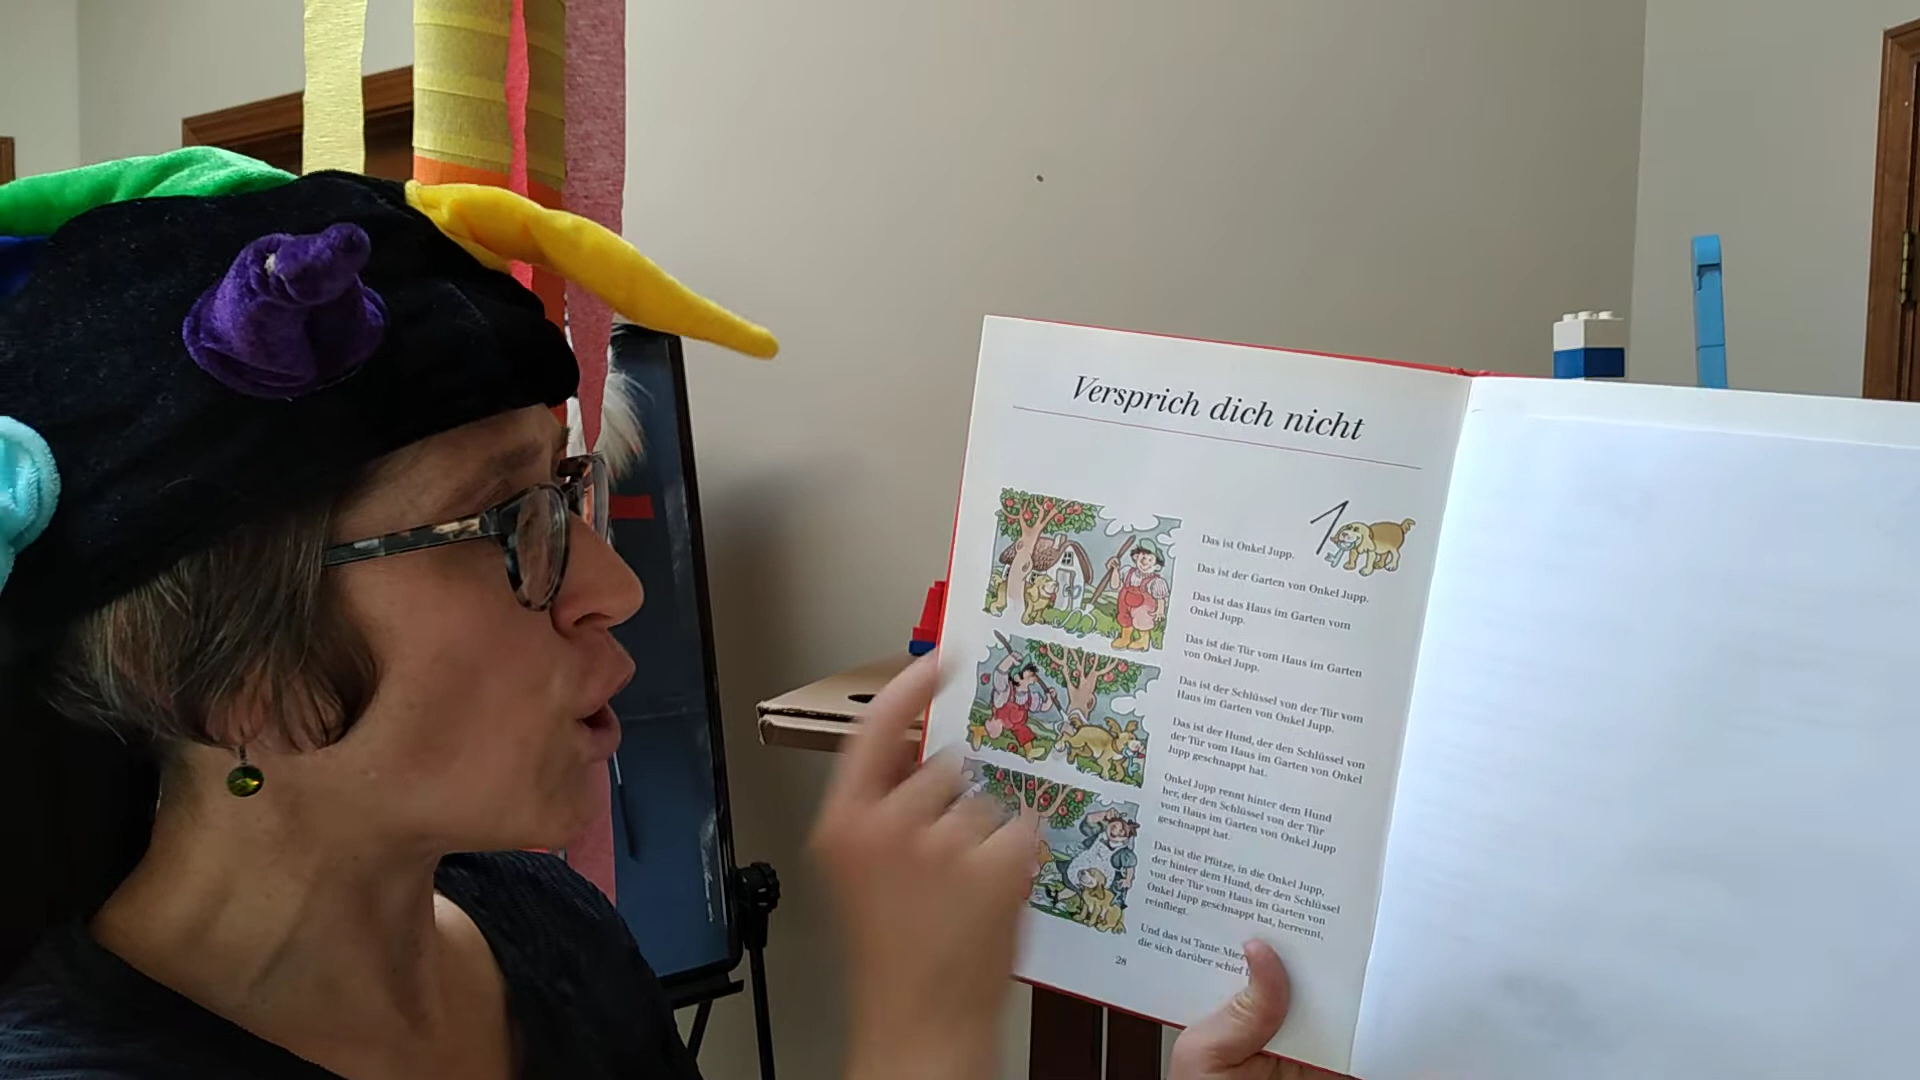 Versprich dich nicht
1
Das ist Onkel Jupp.
Das ist der Garten von Onkel Jupp.
Das ist das Haus im Garten vom
Onkel Jupp.
Das ist die Tür vom Haus im Garten
von Onkel Jupp.
Das ist der Schlüssel von der Tür vom
Haus im Garten von Onkel Jupp.
Das ist der Hund, der den Schlüssel von
der Tür vom Haus im Garten von Onkel
Jupp geschnappt hat.
Onkel Jupp rennt hinter dem Hund
her, der den Schlüssel von der Tür
vom Haus im Garten von Onkel Jupp
geschnappt hat.
Das ist die Pfütze, in die Onkel Jupp,
der hinter dem Hund, der den Schlüssel
von der Tür vom Haus im Garten von
Onkel Jupp geschnappt hat, herrennt,
reinfliegt.
Und das ist Tante
die sich darüber schief
28